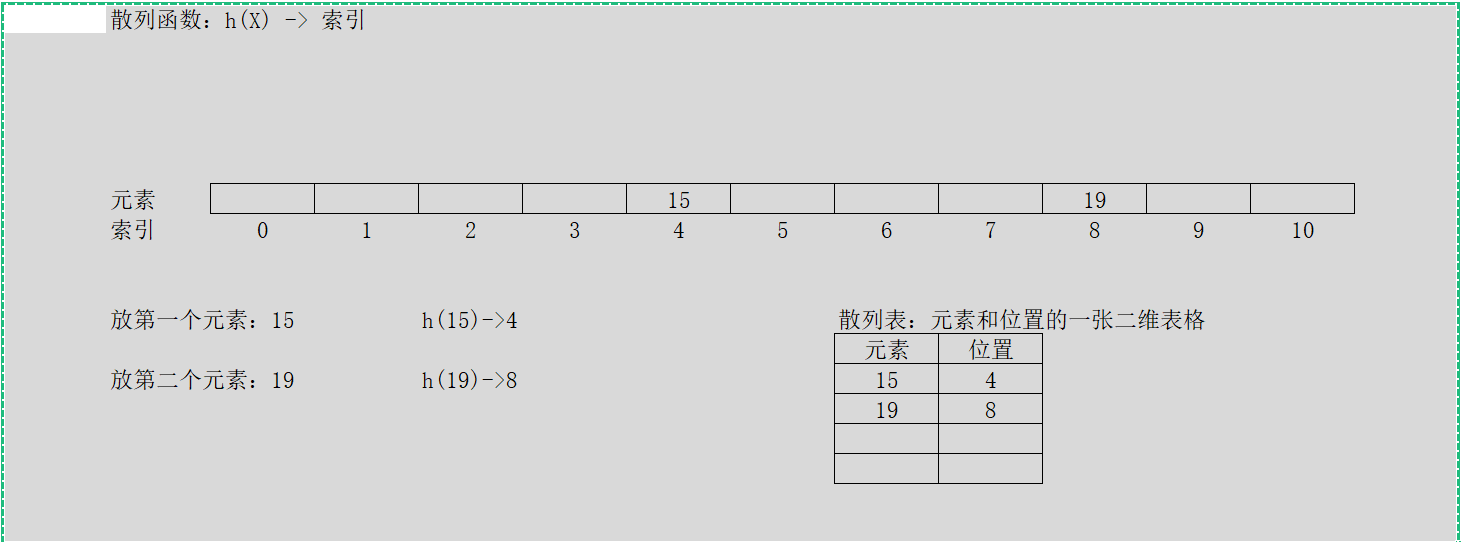 散列函数：h(X) -> 索引
元素 15 19
索引 0 1 2 3 4 5 6 7 8 9 10
放第一个元素：15 h(15)->4
放第二个元素：19 h(19)->8
散列表：元素和位置的一张二维表格
元素 位置
15 4
19 8